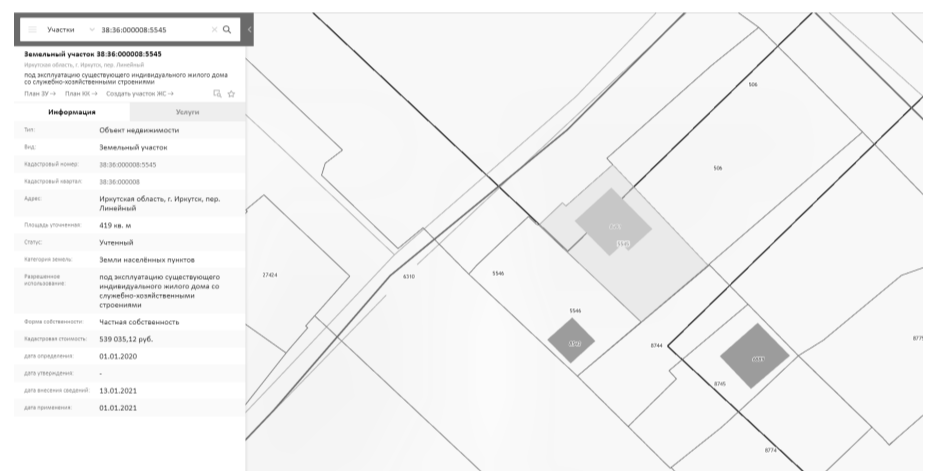 Участки 38:36:000008:5545
Земельный участок 38:36:000008:5545
Иркутская область, г. Иркутск, пер. Линейный
под эксплуатацию существующего индивидуального жилого дома
со служебно-хозяйственными строениями
План ЗУ → План КК → Создать участок ЖС →
Информация Услуги
Тип: Объект недвижимости
Вид: Земельный участок
Кадастровый номер: 38:36:000008:5545
Кадастровый квартал: 38:36:000008
Адрес: Иркутская область, г. Иркутск, пер.
Линейный
Площадь уточненная: 419 кв. м
Статус: Учтенный
Категория земель: Земли населённых пунктов
Разрешенное использование: под эксплуатацию существующего
индивидуального жилого дома со
служебно-хозяйственными
строениями
Форма собственности: Частная собственность
Кадастровая стоимость: 539 035,12 руб.
дата определения: 01.01.2020
дата утверждения: -
дата внесения сведений: 13.01.2021
дата применения: 01.01.2021
506
506
5545
27424
6310
5546
5546
8744
8745
8774